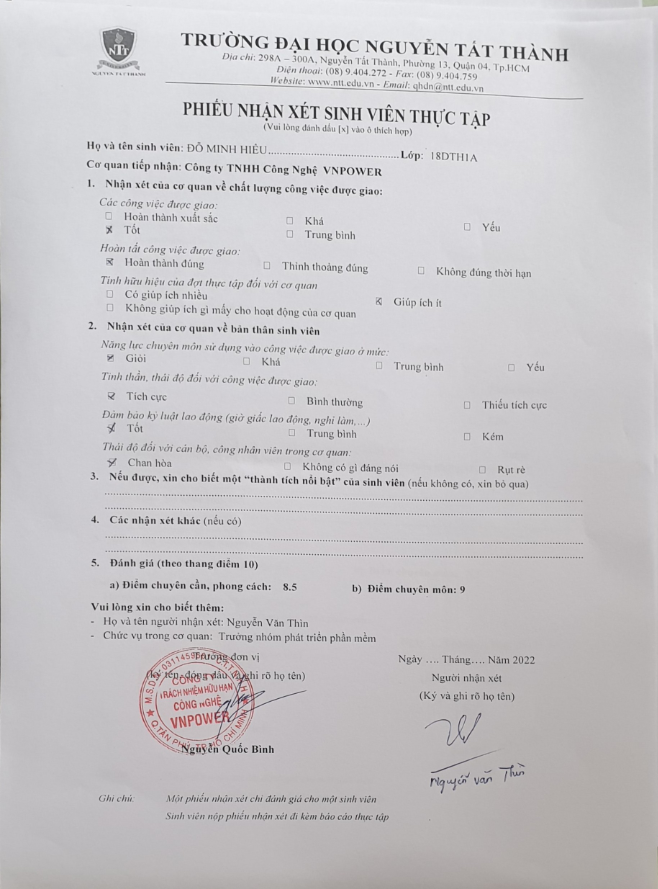 NTT
NGUYEN TAT THANH
TRƯỜNG ĐẠI HỌC NGUYỄN TẤT THÀNH
Địa chỉ: 298A – 300A, Nguyễn Tất Thành, Phường 13, Quận 04, Tp.HCM
Điện thoại: (08) 9.404.272 - Fax: (08) 9.404.759
Website: www.ntt.edu.vn - Email: qhdn@ntt.edu.vn
PHIẾU NHẬN XÉT SINH VIÊN THỰC TẬP
(Vui lòng đánh dấu [x] vào ô thích hợp)
Họ và tên sinh viên: ĐỖ MINH HIẾU.............................................Lớp: 18DTH1A
Cơ quan tiếp nhận: Công ty TNHH Công Nghệ VNPOWER
1. Nhận xét của cơ quan về chất lượng công việc được giao:
Các công việc được giao:
☐ Hoàn thành xuất sắc ☐ Khá ☐ Yếu
☒ Tốt ☐ Trung bình
Hoàn tất công việc được giao:
☒ Hoàn thành đúng ☐ Thỉnh thoảng đúng ☐ Không đúng thời hạn
Tính hữu hiệu của đợt thực tập đối với cơ quan
☐ Có giúp ích nhiều ☒ Giúp ích ít
☐ Không giúp ích gì mấy cho hoạt động của cơ quan
2. Nhận xét của cơ quan về bản thân sinh viên
Năng lực chuyên môn sử dụng vào công việc được giao ở mức:
☒ Giỏi ☐ Khá ☐ Trung bình ☐ Yếu
Tinh thần, thái độ đối với công việc được giao:
☑ Tích cực ☐ Bình thường ☐ Thiếu tích cực
Đảm bảo kỷ luật lao động (giờ giấc lao động, nghỉ làm,...)
☒ Tốt ☐ Trung bình ☐ Kém
Thái độ đối với cán bộ, công nhân viên trong cơ quan:
☒ Chan hòa ☐ Không có gì đáng nói ☐ Rụt rè
3. Nếu được, xin cho biết một “thành tích nổi bật” của sinh viên (nếu không có, xin bỏ qua)
4. Các nhận xét khác (nếu có)
5. Đánh giá (theo thang điểm 10)
a) Điểm chuyên cần, phong cách: 8.5 b) Điểm chuyên môn: 9
Vui lòng xin cho biết thêm:
- Họ và tên người nhận xét: Nguyễn Văn Thìn
- Chức vụ trong cơ quan: Trưởng nhóm phát triển phần mềm
Trưởng đơn vị
(ký tên, đóng dấu và ghi rõ họ tên)
CÔNG TY
TRÁCH NHIỆM HỮU HẠN
CÔNG NGHỆ
VNPOWER
Q.TÂN PHÚ - TP.HỒ CHÍ MINH
Nguyễn Quốc Bình
Ngày .... Tháng.... Năm 2022
Người nhận xét
(Ký và ghi rõ họ tên)
Nguyễn Văn Thìn
Ghi chú: Một phiếu nhận xét chỉ đánh giá cho một sinh viên
Sinh viên nộp phiếu nhận xét đi kèm báo cáo thực tập